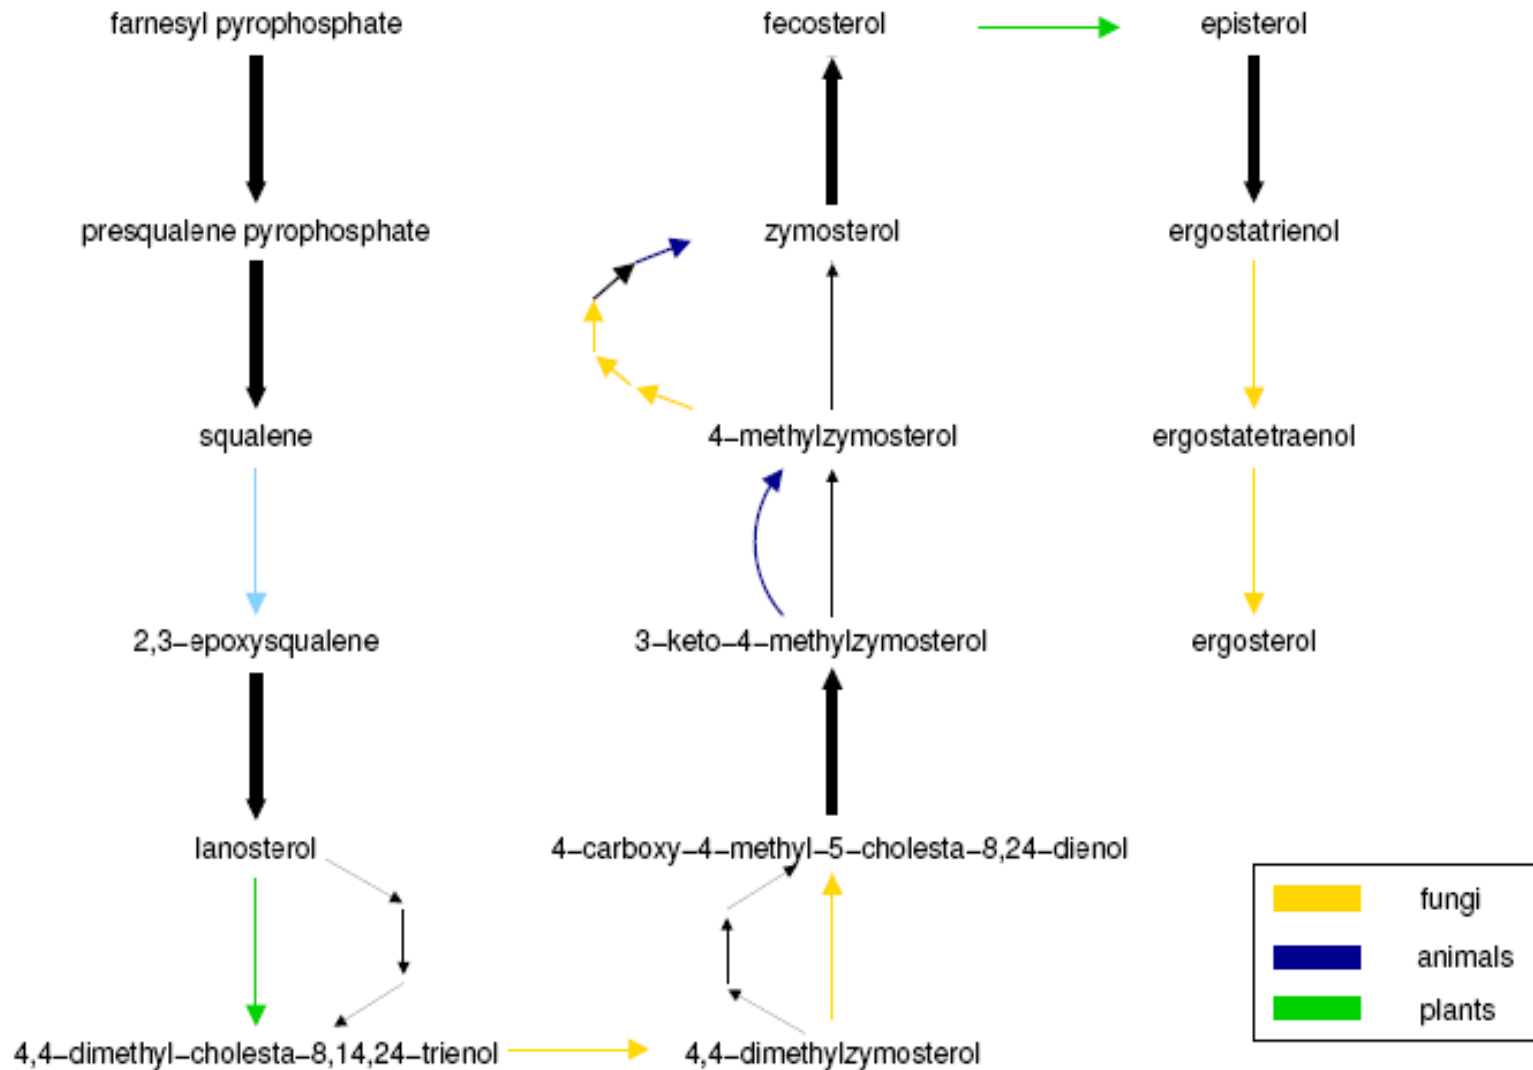 farnesyl pyrophosphate
presqualene pyrophosphate
squalene
2,3–epoxysqualene
lanosterol
4,4–dimethyl–cholesta–8,14,24–trienol
4,4–dimethylzymosterol
4–carboxy–4–methyl–5–cholesta–8,24–dienol
3–keto–4–methylzymosterol
4–methylzymosterol
zymosterol
fecosterol
episterol
ergostatrienol
ergostatetraenol
ergosterol
fungi
animals
plants